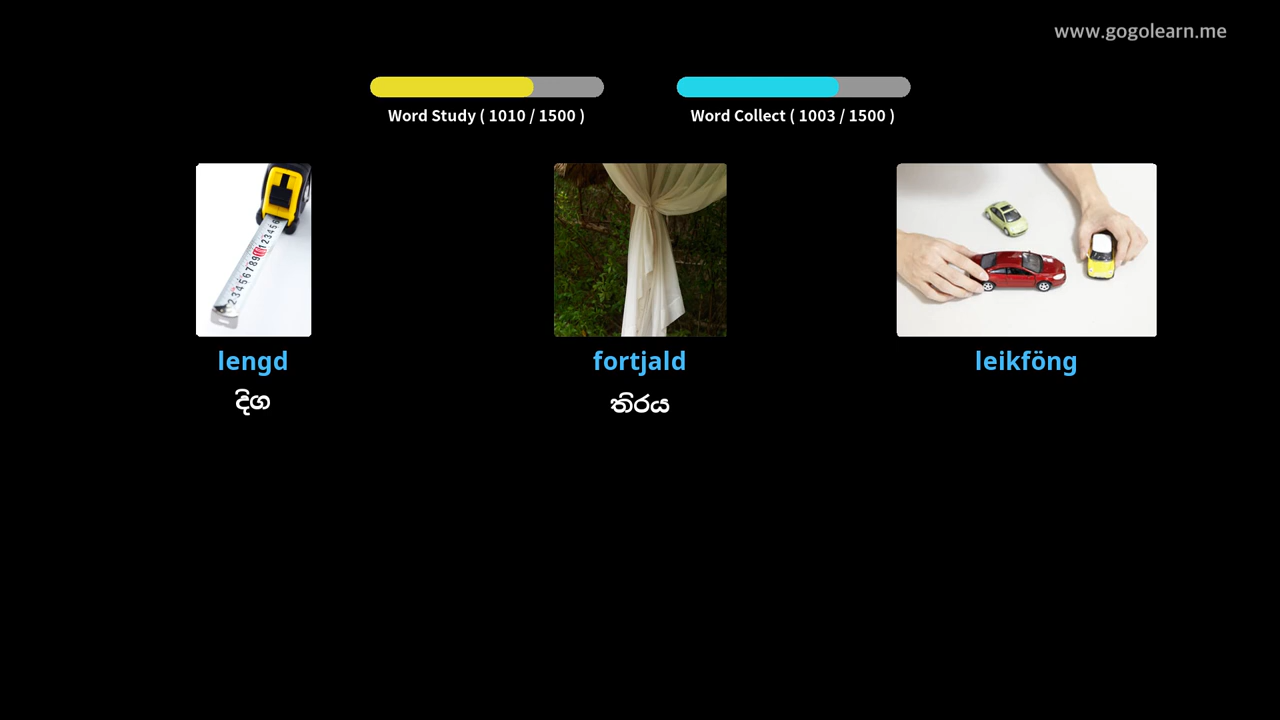 www.gogolearn.me
Word Study ( 1010 / 1500 )
Word Collect ( 1003 / 1500 )
lengd
fortjald
leikföng
දිග
තිරය